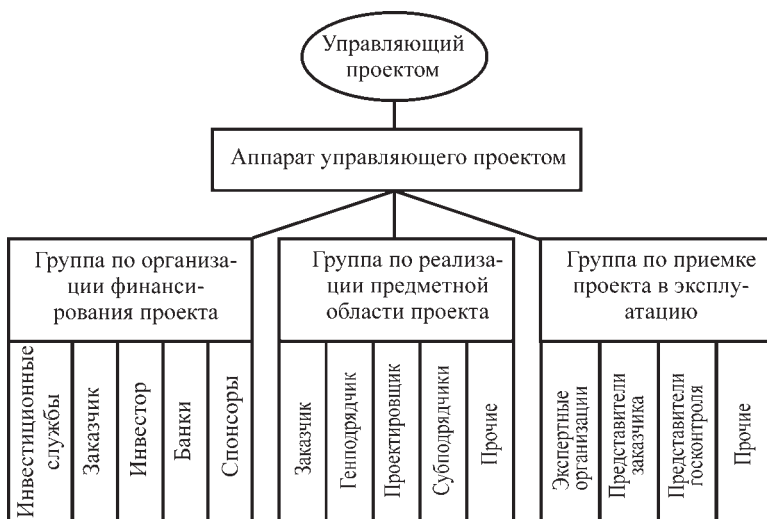 Управляющий
проектом
Аппарат управляющего проектом
Группа по организа-
ции финанси-
рования проекта
Группа по реализа-
ции предметной
области проекта
Группа по приемке
проекта в эксплу-
атацию
Инвестиционные
службы
Заказчик
Инвестор
Банки
Спонсоры
Заказчик
Генподрядчик
Проектировщик
Субподрядчики
Прочие
Экспертные
организации
Представители
заказчика
Представители
госконтроля
Прочие